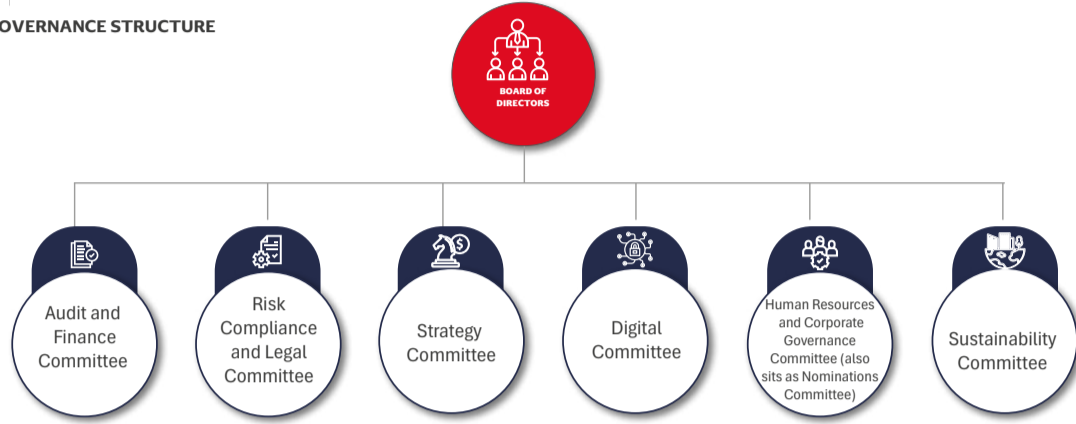 OVERNANCE STRUCTURE
BOARD OF
DIRECTORS
Audit and
Finance
Committee
Risk
Compliance
and Legal
Committee
Strategy
Committee
Digital
Committee
Human Resources
and Corporate
Governance
Committee (also
sits as Nominations
Committee)
Sustainability
Committee